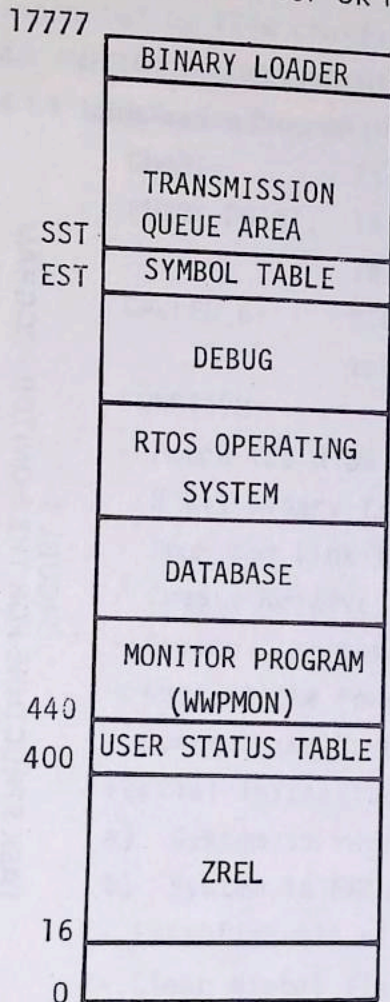 17777
BINARY LOADER
TRANSMISSION
SST QUEUE AREA
EST SYMBOL TABLE
DEBUG
RTOS OPERATING
SYSTEM
DATABASE
MONITOR PROGRAM
440 (WWPMON)
400 USER STATUS TABLE
ZREL
16
0